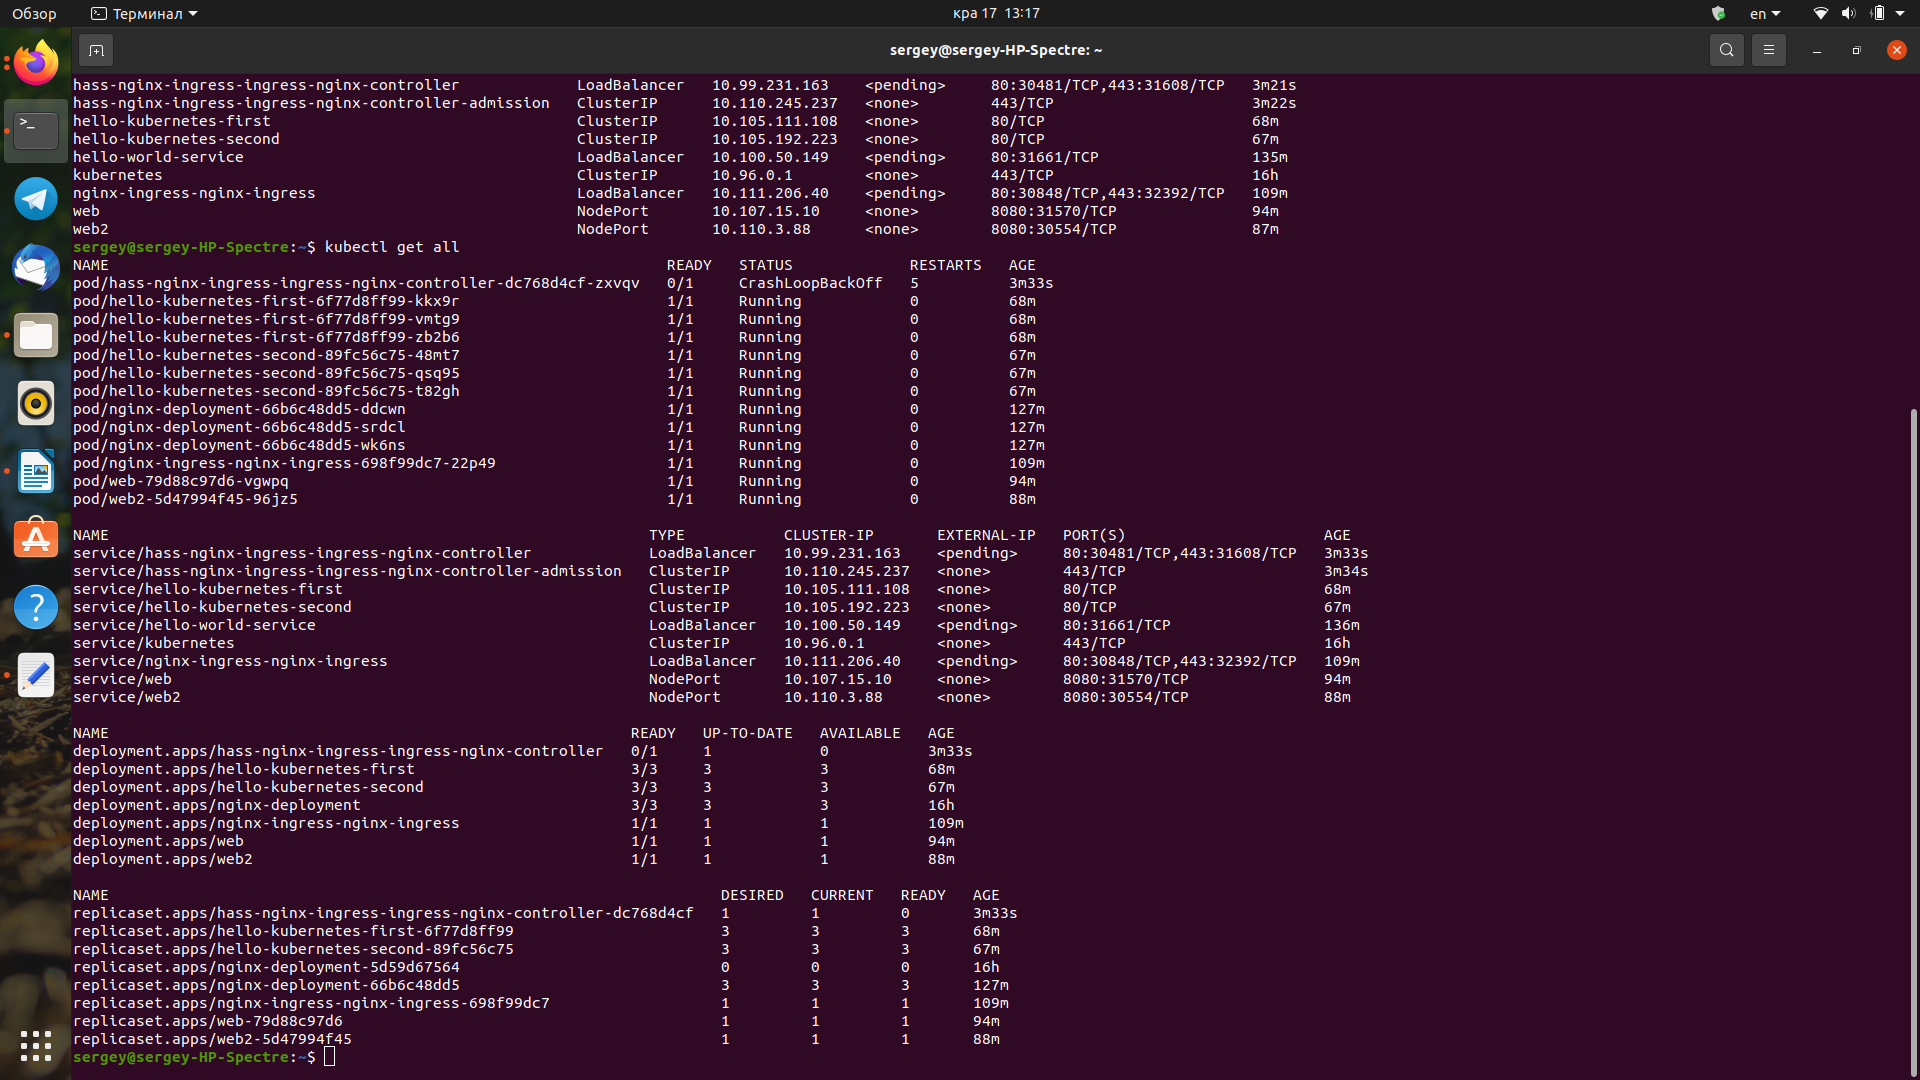 Обзор Терминал кра 17 13:17 en
sergey@sergey-HP-Spectre: ~
hass-nginx-ingress-ingress-nginx-controller LoadBalancer 10.99.231.163 <pending> 80:30481/TCP,443:31608/TCP 3m21s
hass-nginx-ingress-ingress-nginx-controller-admission ClusterIP 10.110.245.237 <none> 443/TCP 3m22s
hello-kubernetes-first ClusterIP 10.105.111.108 <none> 80/TCP 68m
hello-kubernetes-second ClusterIP 10.105.192.223 <none> 80/TCP 67m
hello-world-service LoadBalancer 10.100.50.149 <pending> 80:31661/TCP 135m
kubernetes ClusterIP 10.96.0.1 <none> 443/TCP 16h
nginx-ingress-nginx-ingress LoadBalancer 10.111.206.40 <pending> 80:30848/TCP,443:32392/TCP 109m
web NodePort 10.107.15.10 <none> 8080:31570/TCP 94m
web2 NodePort 10.110.3.88 <none> 8080:30554/TCP 87m
sergey@sergey-HP-Spectre:~$ kubectl get all
NAME READY STATUS RESTARTS AGE
pod/hass-nginx-ingress-ingress-nginx-controller-dc768d4cf-zxvqv 0/1 CrashLoopBackOff 5 3m33s
pod/hello-kubernetes-first-6f77d8ff99-kkx9r 1/1 Running 0 68m
pod/hello-kubernetes-first-6f77d8ff99-vmtg9 1/1 Running 0 68m
pod/hello-kubernetes-first-6f77d8ff99-zb2b6 1/1 Running 0 68m
pod/hello-kubernetes-second-89fc56c75-48mt7 1/1 Running 0 67m
pod/hello-kubernetes-second-89fc56c75-qsq95 1/1 Running 0 67m
pod/hello-kubernetes-second-89fc56c75-t82gh 1/1 Running 0 67m
pod/nginx-deployment-66b6c48dd5-ddcwn 1/1 Running 0 127m
pod/nginx-deployment-66b6c48dd5-srdcl 1/1 Running 0 127m
pod/nginx-deployment-66b6c48dd5-wk6ns 1/1 Running 0 127m
pod/nginx-ingress-nginx-ingress-698f99dc7-22p49 1/1 Running 0 109m
pod/web-79d88c97d6-vgwpq 1/1 Running 0 94m
pod/web2-5d47994f45-96jz5 1/1 Running 0 88m
NAME TYPE CLUSTER-IP EXTERNAL-IP PORT(S) AGE
service/hass-nginx-ingress-ingress-nginx-controller LoadBalancer 10.99.231.163 <pending> 80:30481/TCP,443:31608/TCP 3m33s
service/hass-nginx-ingress-ingress-nginx-controller-admission ClusterIP 10.110.245.237 <none> 443/TCP 3m34s
service/hello-kubernetes-first ClusterIP 10.105.111.108 <none> 80/TCP 68m
service/hello-kubernetes-second ClusterIP 10.105.192.223 <none> 80/TCP 67m
service/hello-world-service LoadBalancer 10.100.50.149 <pending> 80:31661/TCP 136m
service/kubernetes ClusterIP 10.96.0.1 <none> 443/TCP 16h
service/nginx-ingress-nginx-ingress LoadBalancer 10.111.206.40 <pending> 80:30848/TCP,443:32392/TCP 109m
service/web NodePort 10.107.15.10 <none> 8080:31570/TCP 94m
service/web2 NodePort 10.110.3.88 <none> 8080:30554/TCP 88m
NAME READY UP-TO-DATE AVAILABLE AGE
deployment.apps/hass-nginx-ingress-ingress-nginx-controller 0/1 1 0 3m33s
deployment.apps/hello-kubernetes-first 3/3 3 3 68m
deployment.apps/hello-kubernetes-second 3/3 3 3 67m
deployment.apps/nginx-deployment 3/3 3 3 16h
deployment.apps/nginx-ingress-nginx-ingress 1/1 1 1 109m
deployment.apps/web 1/1 1 1 94m
deployment.apps/web2 1/1 1 1 88m
NAME DESIRED CURRENT READY AGE
replicaset.apps/hass-nginx-ingress-ingress-nginx-controller-dc768d4cf 1 1 0 3m33s
replicaset.apps/hello-kubernetes-first-6f77d8ff99 3 3 3 68m
replicaset.apps/hello-kubernetes-second-89fc56c75 3 3 3 67m
replicaset.apps/nginx-deployment-5d59d67564 0 0 0 16h
replicaset.apps/nginx-deployment-66b6c48dd5 3 3 3 127m
replicaset.apps/nginx-ingress-nginx-ingress-698f99dc7 1 1 1 109m
replicaset.apps/web-79d88c97d6 1 1 1 94m
replicaset.apps/web2-5d47994f45 1 1 1 88m
sergey@sergey-HP-Spectre:~$